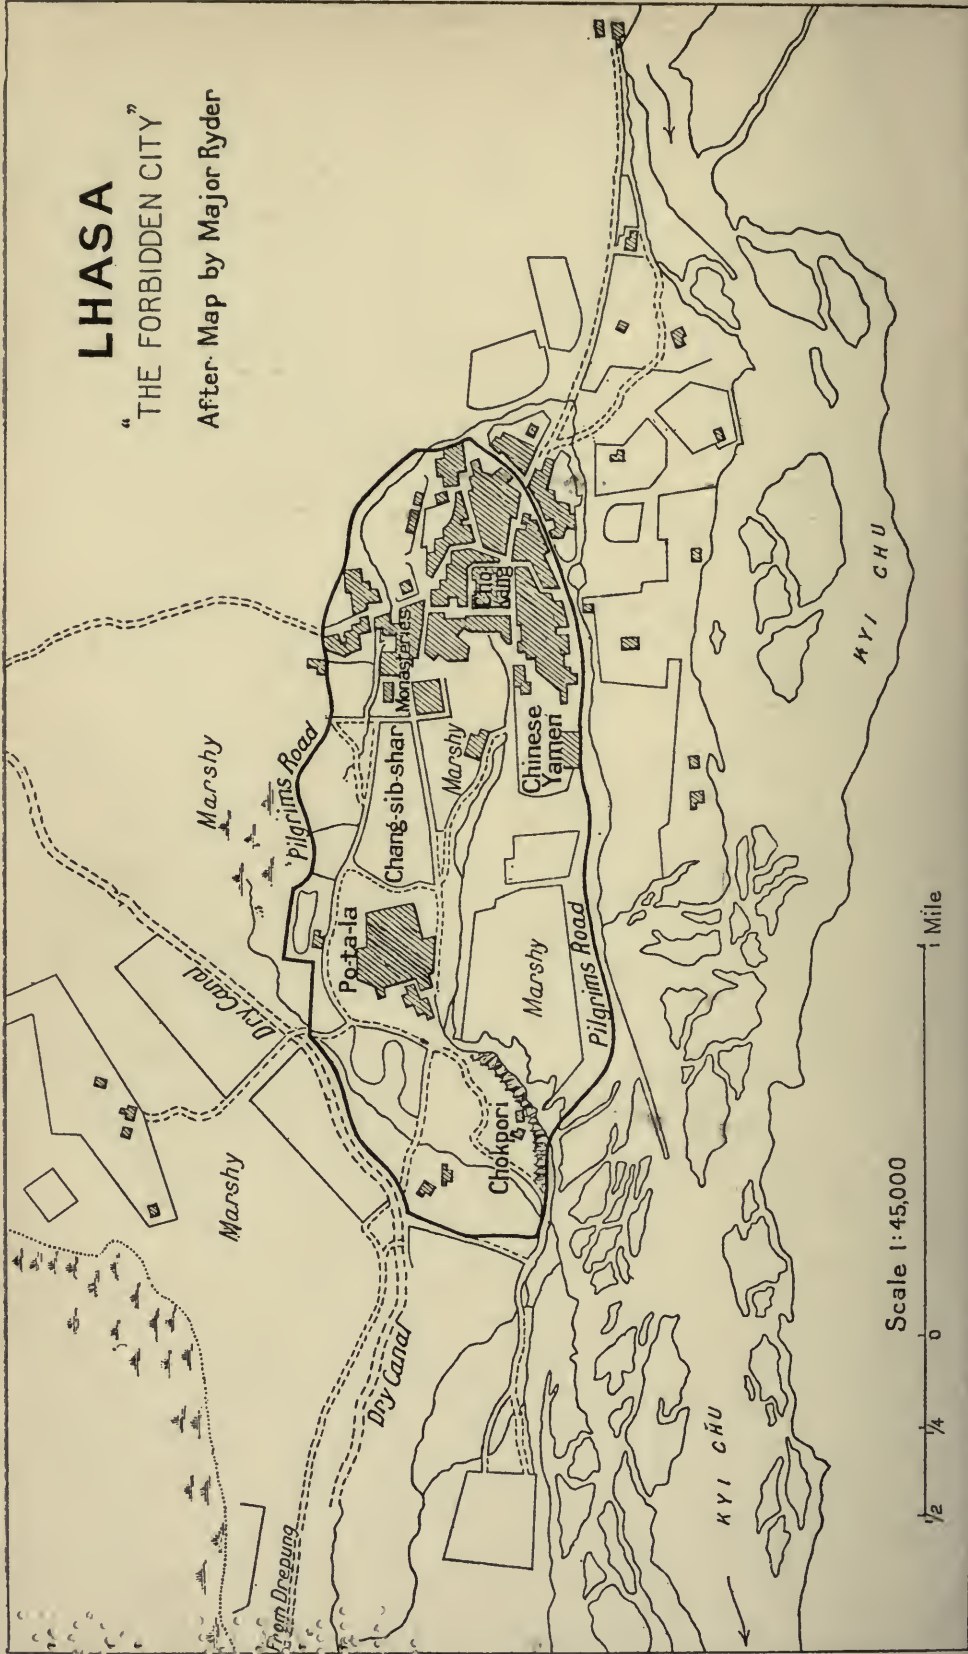 LHASA
“THE FORBIDDEN CITY”
After Map by Major Ryder
Marshy
Pilgrims Road
Dry Canal
Marshy
Monasteries
Cho
kang
Chang-sib-shar
Marshy
Chinese
Yamen
Po-ta-la
Marshy
Pilgrims Road
Chokpori
Dry Canal
From Drepung
KYI CHU
KYI CHU
Scale 1:45,000
1/2 1/4 0 1 Mile